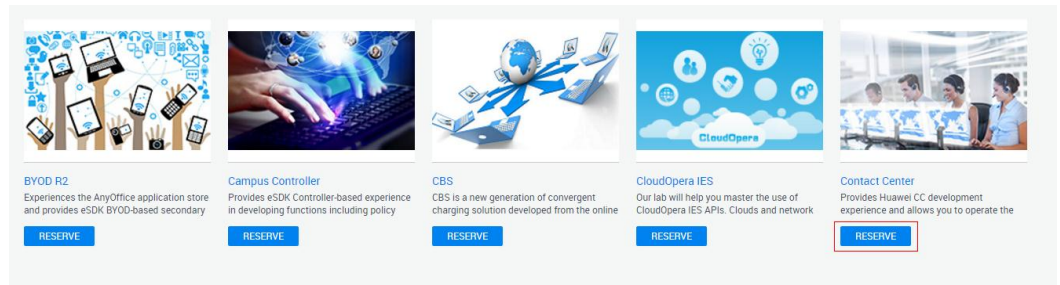 CloudOpera
BYOD R2
Experiences the AnyOffice application store
and provides eSDK BYOD-based secondary
RESERVE
Campus Controller
Provides eSDK Controller-based experience
in developing functions including policy
RESERVE
CBS
CBS is a new generation of convergent
charging solution developed from the online
RESERVE
CloudOpera IES
Our lab will help you master the use of
CloudOpera IES APIs. Clouds and network
RESERVE
Contact Center
Provides Huawei CC development
experience and allows you to operate the
RESERVE